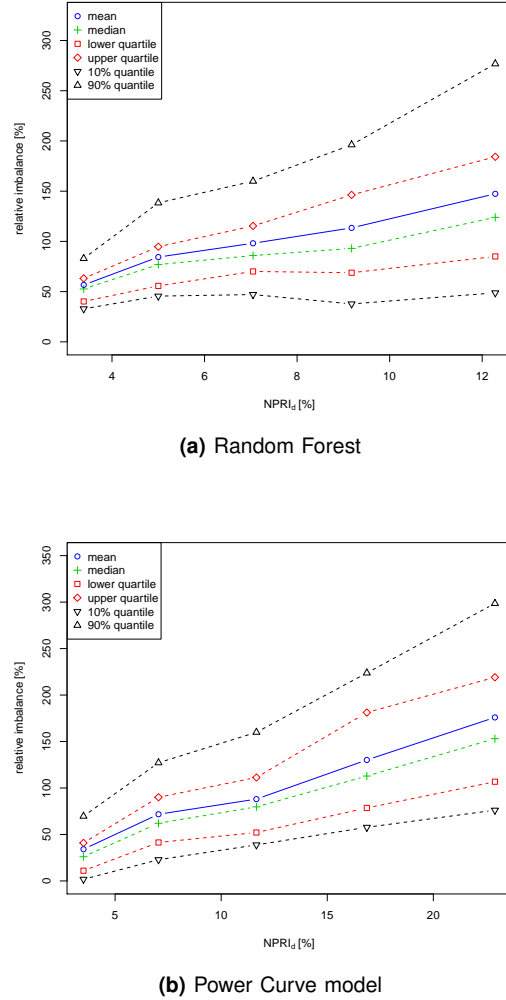 mean
median
lower quartile
upper quartile
10% quantile
90% quantile
relative imbalance [%]
300
250
200
150
100
50
0
4
6
8
10
12
NPRI_d [%]
(a) Random Forest
mean
median
lower quartile
upper quartile
10% quantile
90% quantile
relative imbalance [%]
350
300
250
200
150
100
50
0
5
10
15
20
NPRI_d [%]
(b) Power Curve model